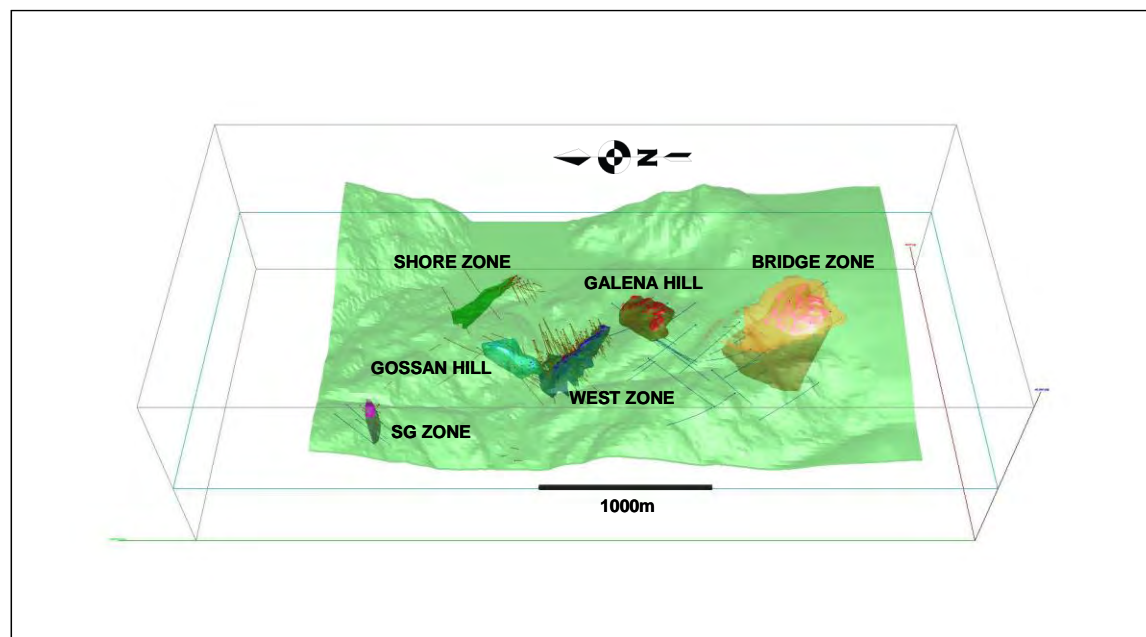 N
SHORE ZONE
GALENA HILL
BRIDGE ZONE
GOSSAN HILL
WEST ZONE
SG ZONE
1000m